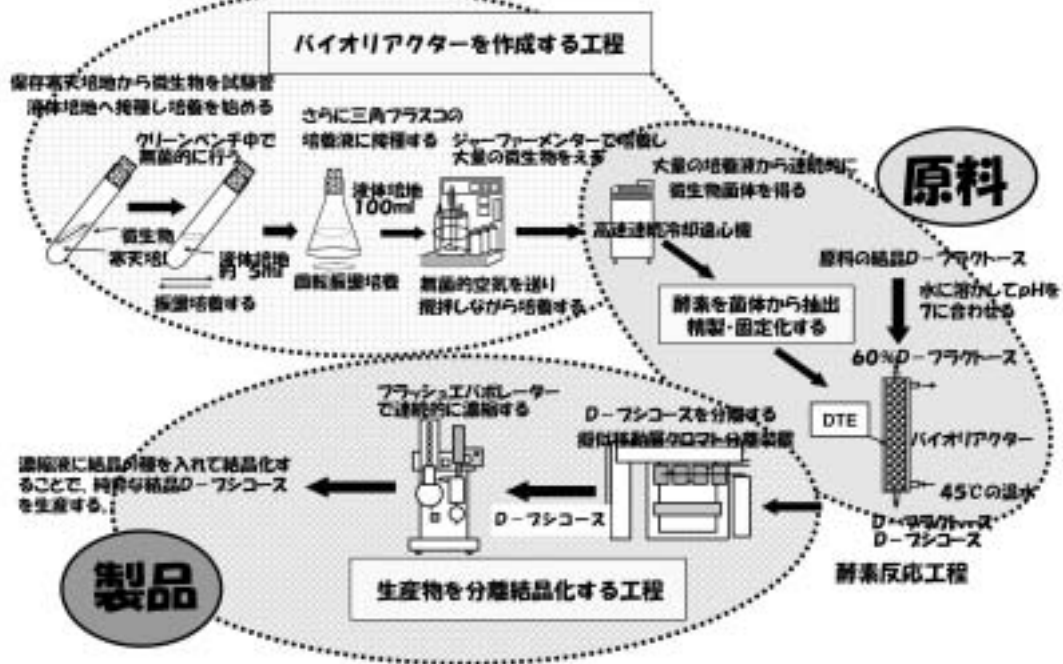 バイオリアクターを作成する工程
保存寒天培地から微生物を試験管
液体培地へ接種し培養を始める
クリーンベンチ中で
無菌的に行う
微生物
寒天培地
液体培地
約 5ml
振盪培養する
さらに三角フラスコの
培養液に接種する
液体培地
100ml
回転振盪培養
ジャーファーメンターで培養し
大量の微生物をえる
無菌的空気を送り
攪拌しながら培養する
大量の培養液から連続的に
微生物菌体を得る
高速連続冷却遠心機
酵素を菌体から抽出
精製・固定化する
原料
原料の結晶D-フラクトース
水に溶かしてpHを
7に合わせる
60%D-フラクトース
DTE
バイオリアクター
45℃の温水
D-フラクトース
D-プシコース
酵素反応工程
D-プシコースを分離する
擬似移動層クロマト分離装置
D-プシコース
フラッシュエバポレーター
で連続的に濃縮する
濃縮液に結晶の種を入れて結晶化す
ることで、純粋な結晶D-プシコース
を生産する。
生産物を分離結晶化する工程
製品